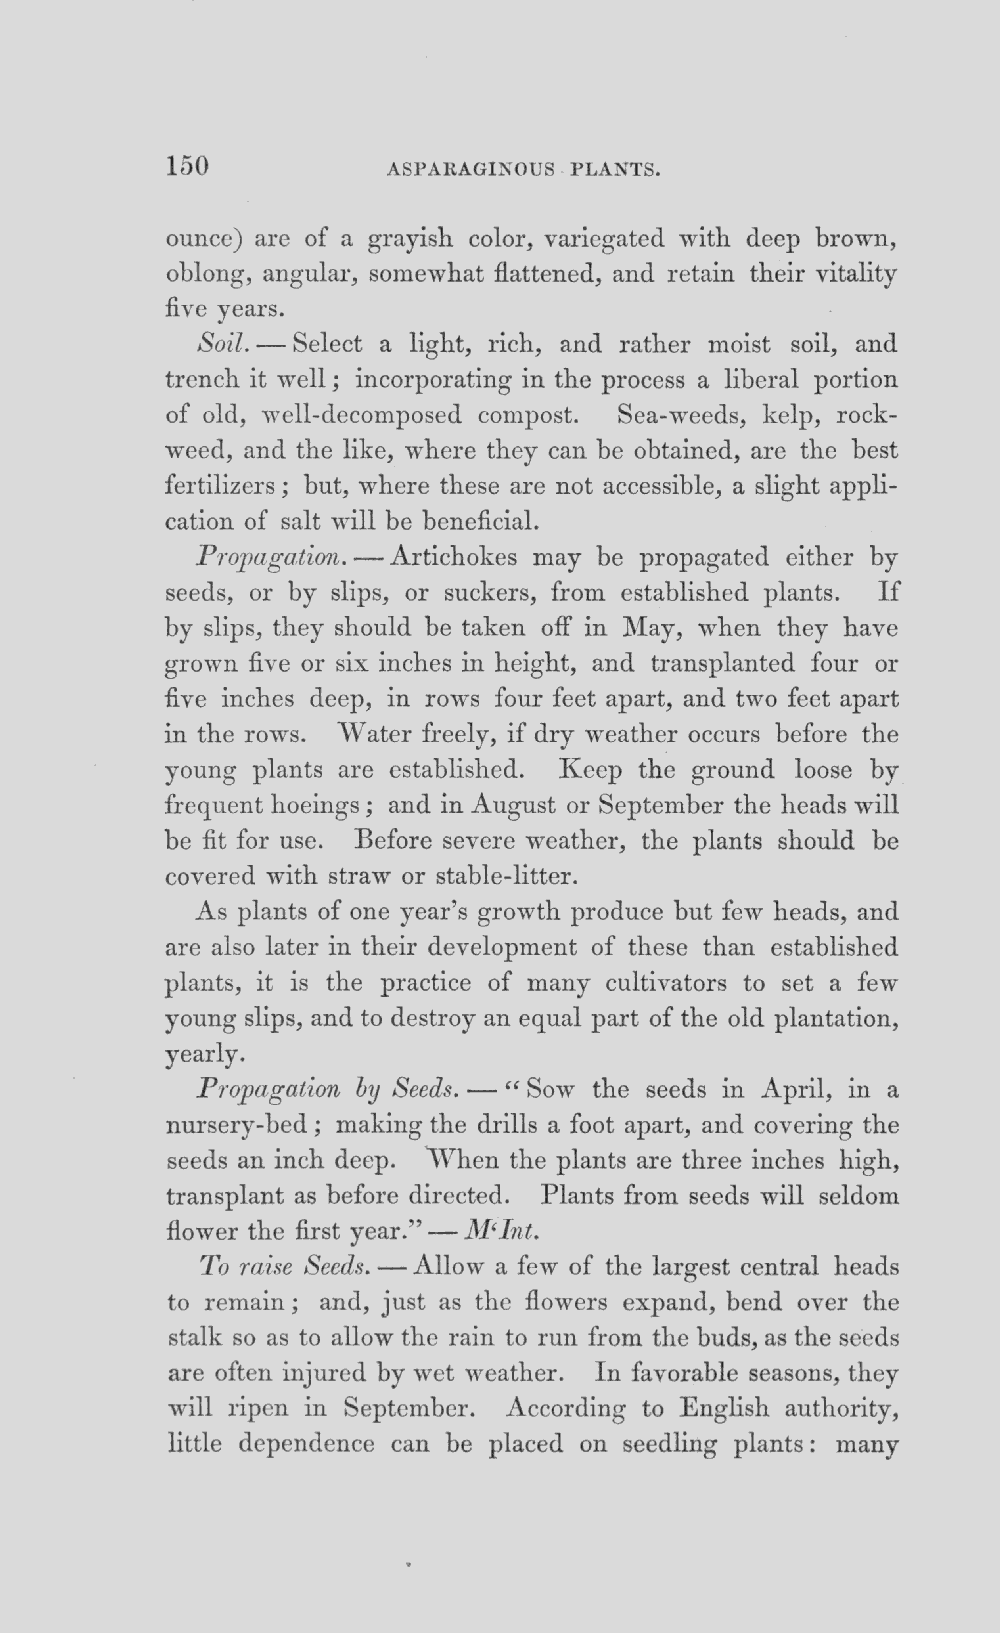 150 ASPARAGINOUS PLANTS.
ounce) are of a grayish color, variegated with deep brown,
oblong, angular, somewhat flattened, and retain their vitality
five years.
Soil. — Select a light, rich, and rather moist soil, and
trench it well; incorporating in the process a liberal portion
of old, well-decomposed compost. Sea-weeds, kelp, rock-
weed, and the like, where they can be obtained, are the best
fertilizers; but, where these are not accessible, a slight appli-
cation of salt will be beneficial.
Propagation. — Artichokes may be propagated either by
seeds, or by slips, or suckers, from established plants. If
by slips, they should be taken off in May, when they have
grown five or six inches in height, and transplanted four or
five inches deep, in rows four feet apart, and two feet apart
in the rows. Water freely, if dry weather occurs before the
young plants are established. Keep the ground loose by
frequent hoeings; and in August or September the heads will
be fit for use. Before severe weather, the plants should be
covered with straw or stable-litter.
As plants of one year's growth produce but few heads, and
are also later in their development of these than established
plants, it is the practice of many cultivators to set a few
young slips, and to destroy an equal part of the old plantation,
yearly.
Propagation by Seeds. — “Sow the seeds in April, in a
nursery-bed; making the drills a foot apart, and covering the
seeds an inch deep. When the plants are three inches high,
transplant as before directed. Plants from seeds will seldom
flower the first year.” — M‘Int.
To raise Seeds. — Allow a few of the largest central heads
to remain; and, just as the flowers expand, bend over the
stalk so as to allow the rain to run from the buds, as the seeds
are often injured by wet weather. In favorable seasons, they
will ripen in September. According to English authority,
little dependence can be placed on seedling plants: many